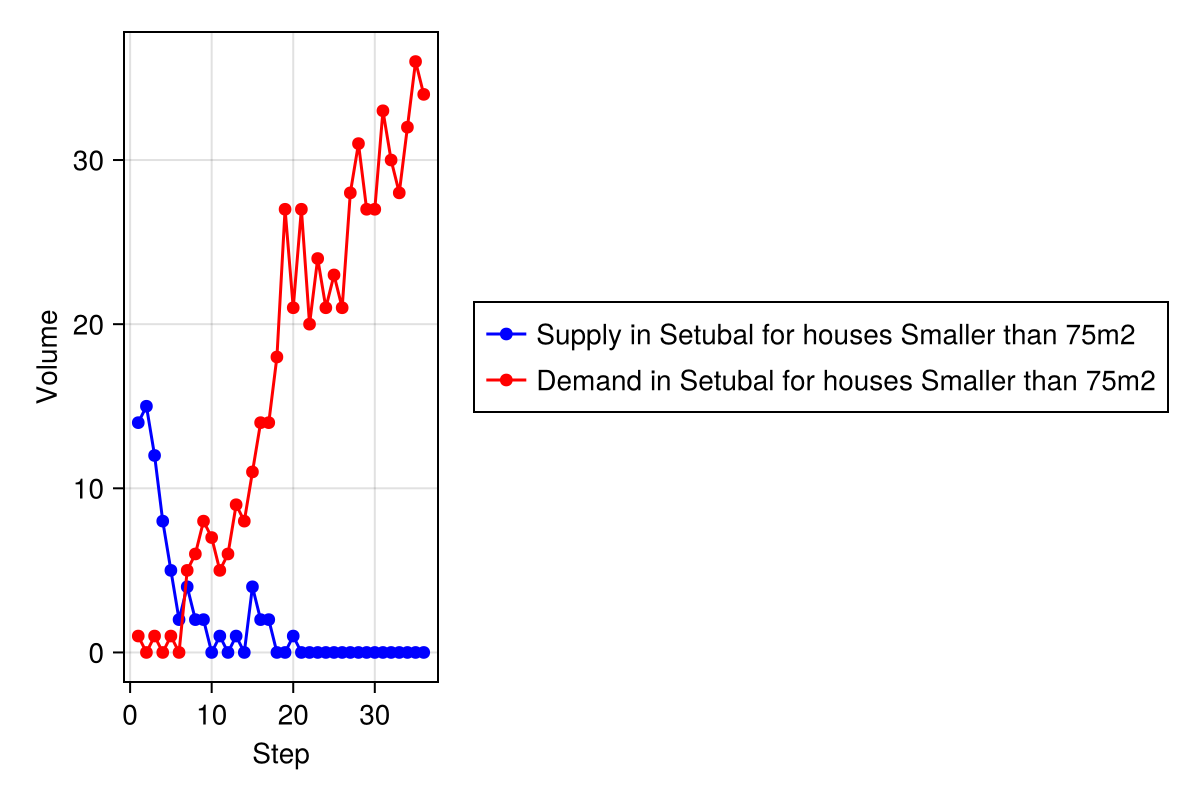 30
20
10
0
Volume
0 10 20 30
Step
Supply in Setubal for houses Smaller than 75m2
Demand in Setubal for houses Smaller than 75m2